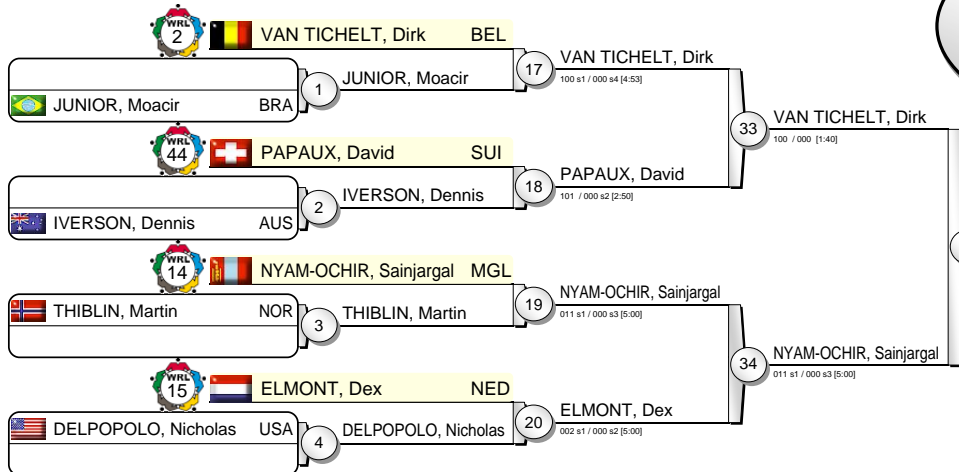 WRL
2
VAN TICHELT, Dirk BEL
17
VAN TICHELT, Dirk
100 s1 / 000 s4 [4:53]
1
JUNIOR, Moacir
JUNIOR, Moacir BRA
33
VAN TICHELT, Dirk
100 / 000 [1:40]
WRL
44
PAPAUX, David SUI
18
PAPAUX, David
101 / 000 s2 [2:50]
2
IVERSON, Dennis
IVERSON, Dennis AUS
WRL
14
NYAM-OCHIR, Sainjargal MGL
19
NYAM-OCHIR, Sainjargal
011 s1 / 000 s3 [5:00]
THIBLIN, Martin NOR
3
THIBLIN, Martin
34
NYAM-OCHIR, Sainjargal
011 s1 / 000 s3 [5:00]
WRL
15
ELMONT, Dex NED
20
ELMONT, Dex
002 s1 / 000 s2 [5:00]
DELPOPOLO, Nicholas USA
4
DELPOPOLO, Nicholas